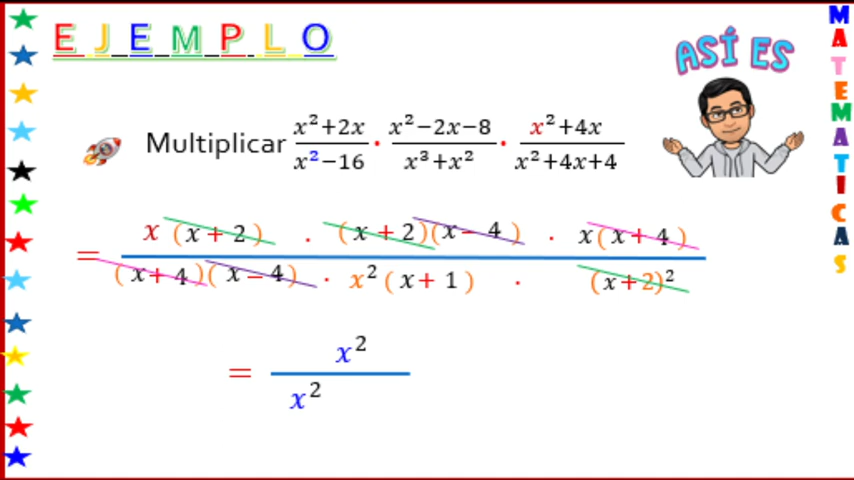 EJEMPLO
ASÍ ES
MATEMATICAS
Multiplicar x²+2x/x²−16 · x²−2x−8/x³+x² · x²+4x/x²+4x+4
= x(x+2) · (x+2)(x−4) · x(x+4)
(x+4)(x−4) · x²(x+1) · (x+2)²
= x²
x²